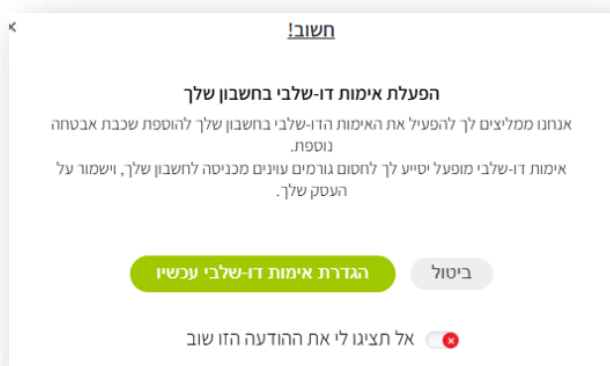 חשוב!
הפעלת אימות דו-שלבי בחשבון שלך
אנחנו ממליצים לך להפעיל את האימות הדו-שלבי בחשבון שלך להוספת שכבת אבטחה
נוספת.
אימות דו-שלבי מופעל יסייע לך לחסום גורמים עוינים מכניסה לחשבון שלך, וישמור על
העסק שלך.
ביטול
הגדרת אימות דו-שלבי עכשיו
אל תציגו לי את ההודעה הזו שוב